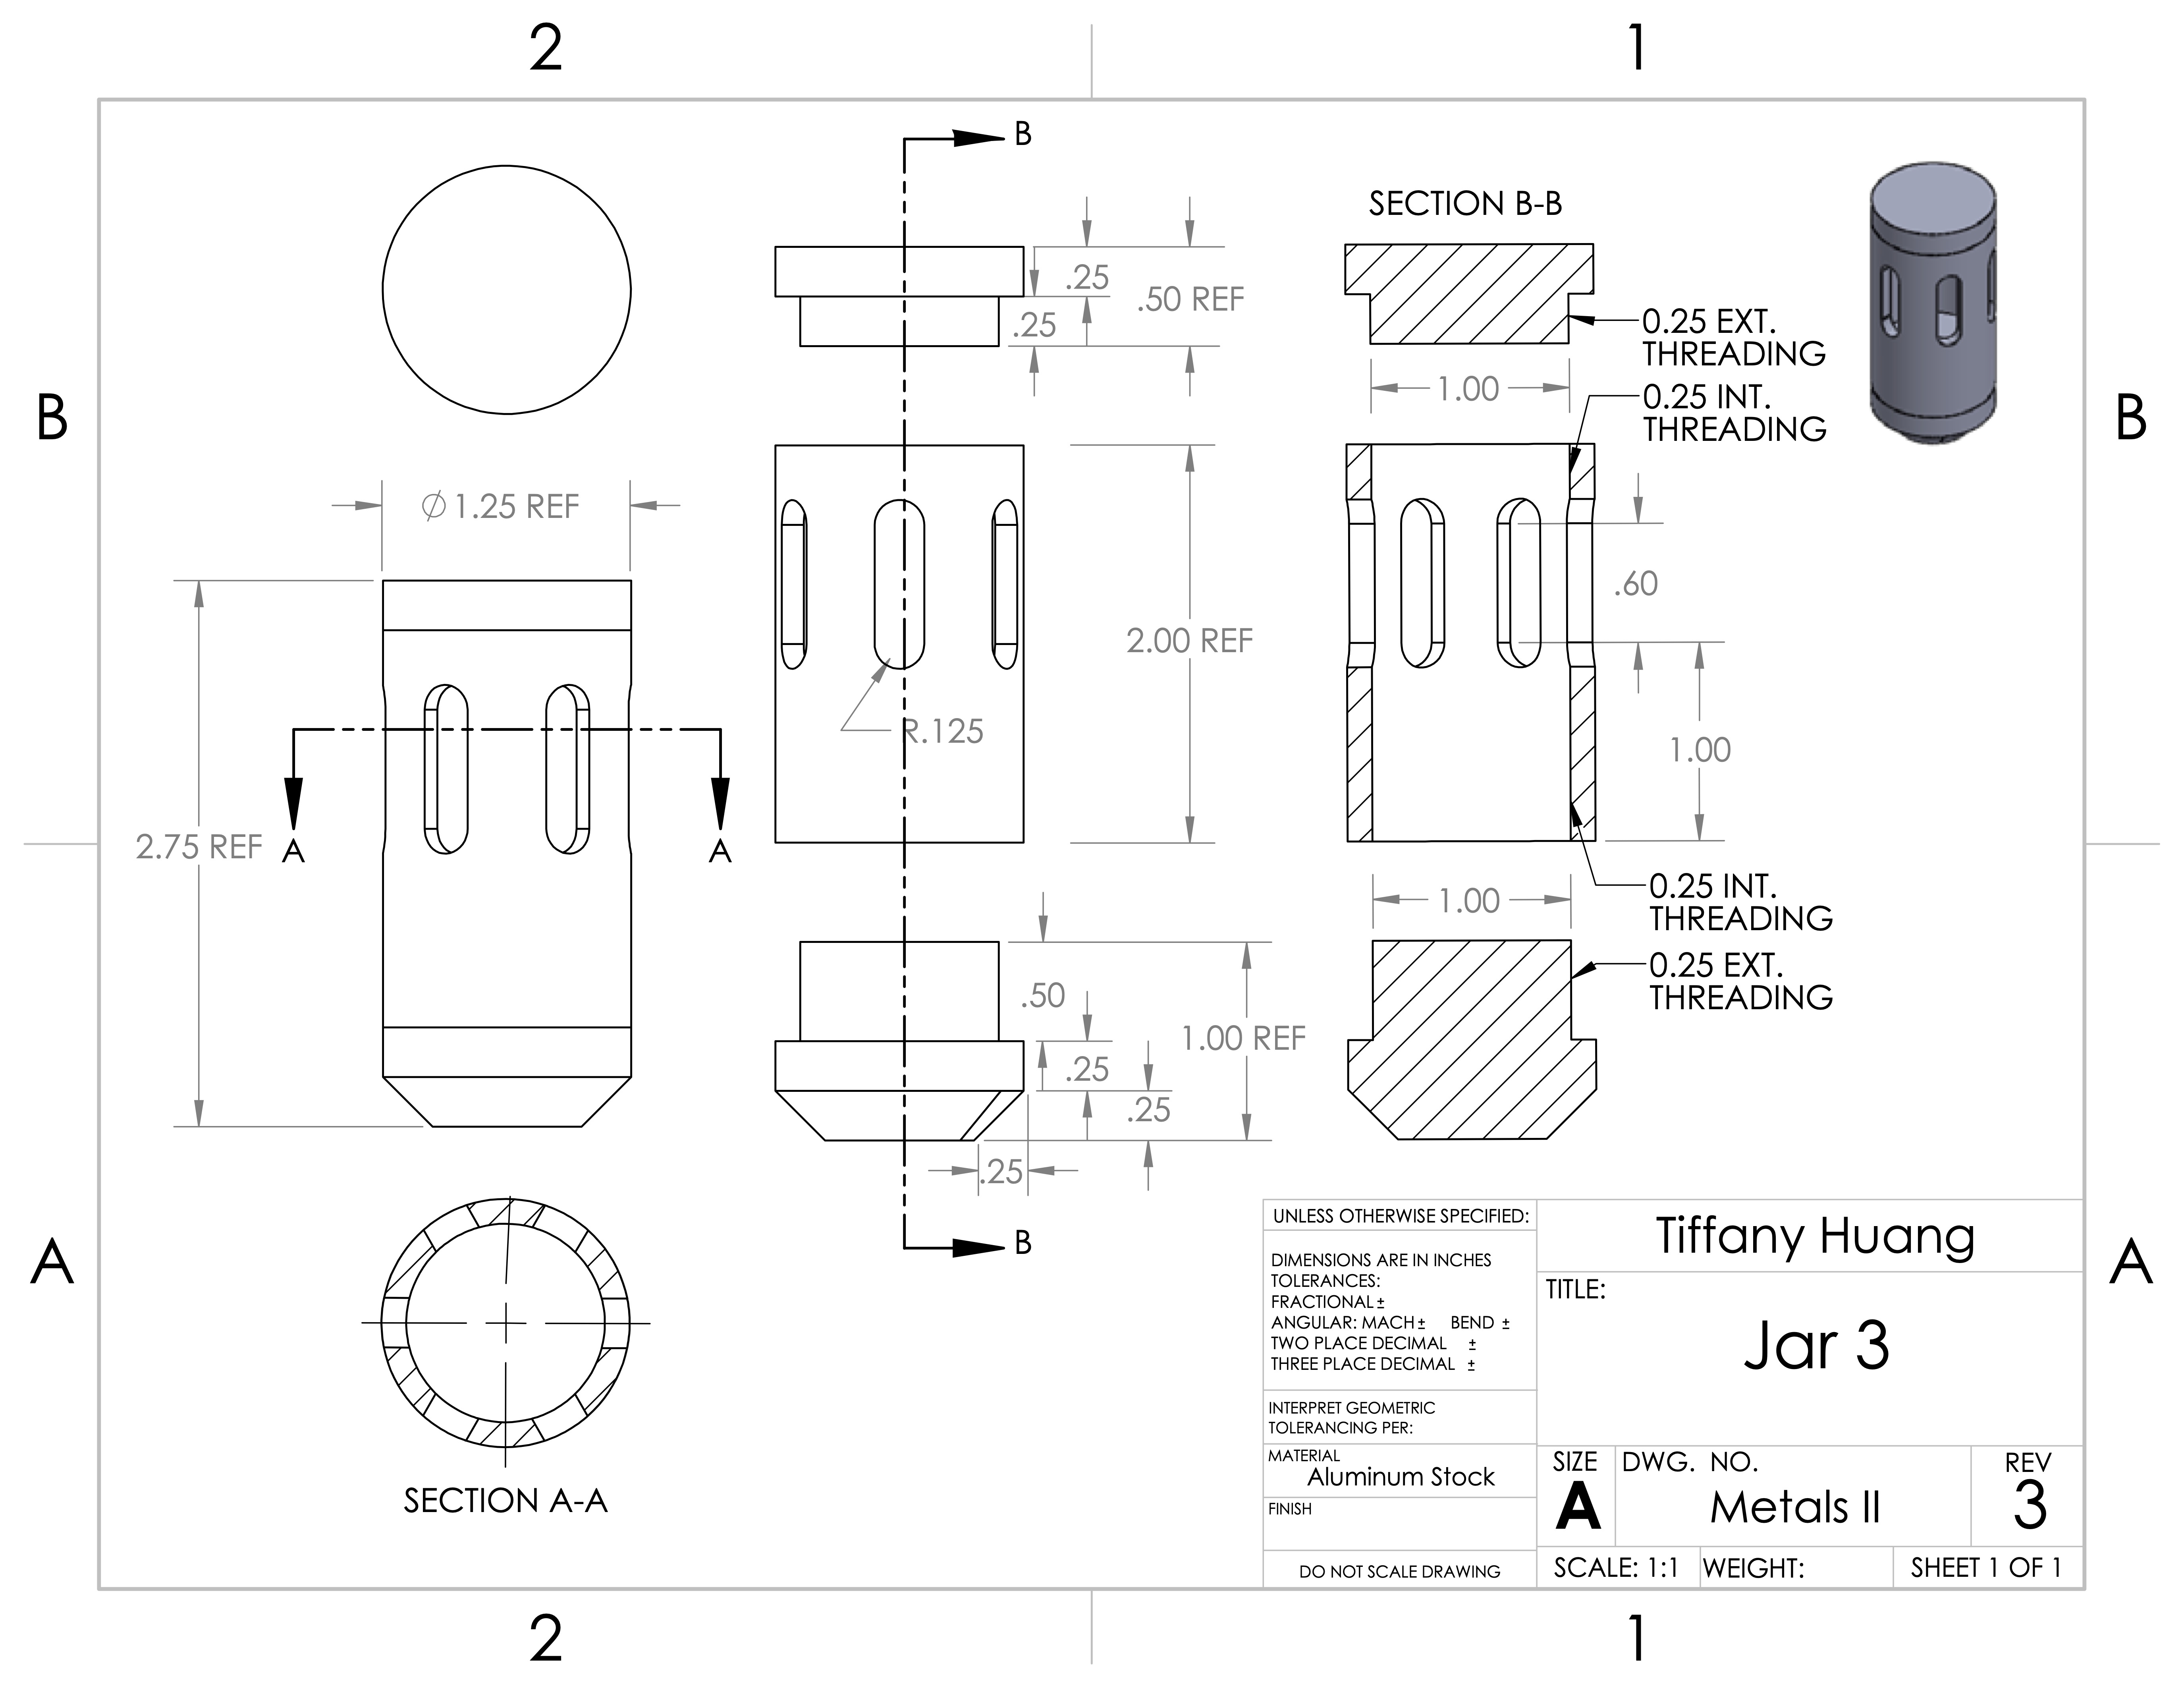 2
1
B
SECTION B-B
.25
.50 REF
.25
0.25 EXT.
THREADING
1.00
0.25 INT.
THREADING
B
B
∅ 1.25 REF
.60
2.00 REF
R.125
1.00
2.75 REF
A
A
0.25 INT.
THREADING
1.00
0.25 EXT.
THREADING
.50
1.00 REF
.25
.25
.25
B
A
A
SECTION A-A
UNLESS OTHERWISE SPECIFIED:
DIMENSIONS ARE IN INCHES
TOLERANCES:
FRACTIONAL ±
ANGULAR: MACH ± BEND ±
TWO PLACE DECIMAL ±
THREE PLACE DECIMAL ±
INTERPRET GEOMETRIC
TOLERANCING PER:
MATERIAL
Aluminum Stock
FINISH
DO NOT SCALE DRAWING
Tiffany Huang
TITLE:
Jar 3
SIZE
A
DWG. NO.
Metals II
REV
3
SCALE: 1:1
WEIGHT:
SHEET 1 OF 1
2
1